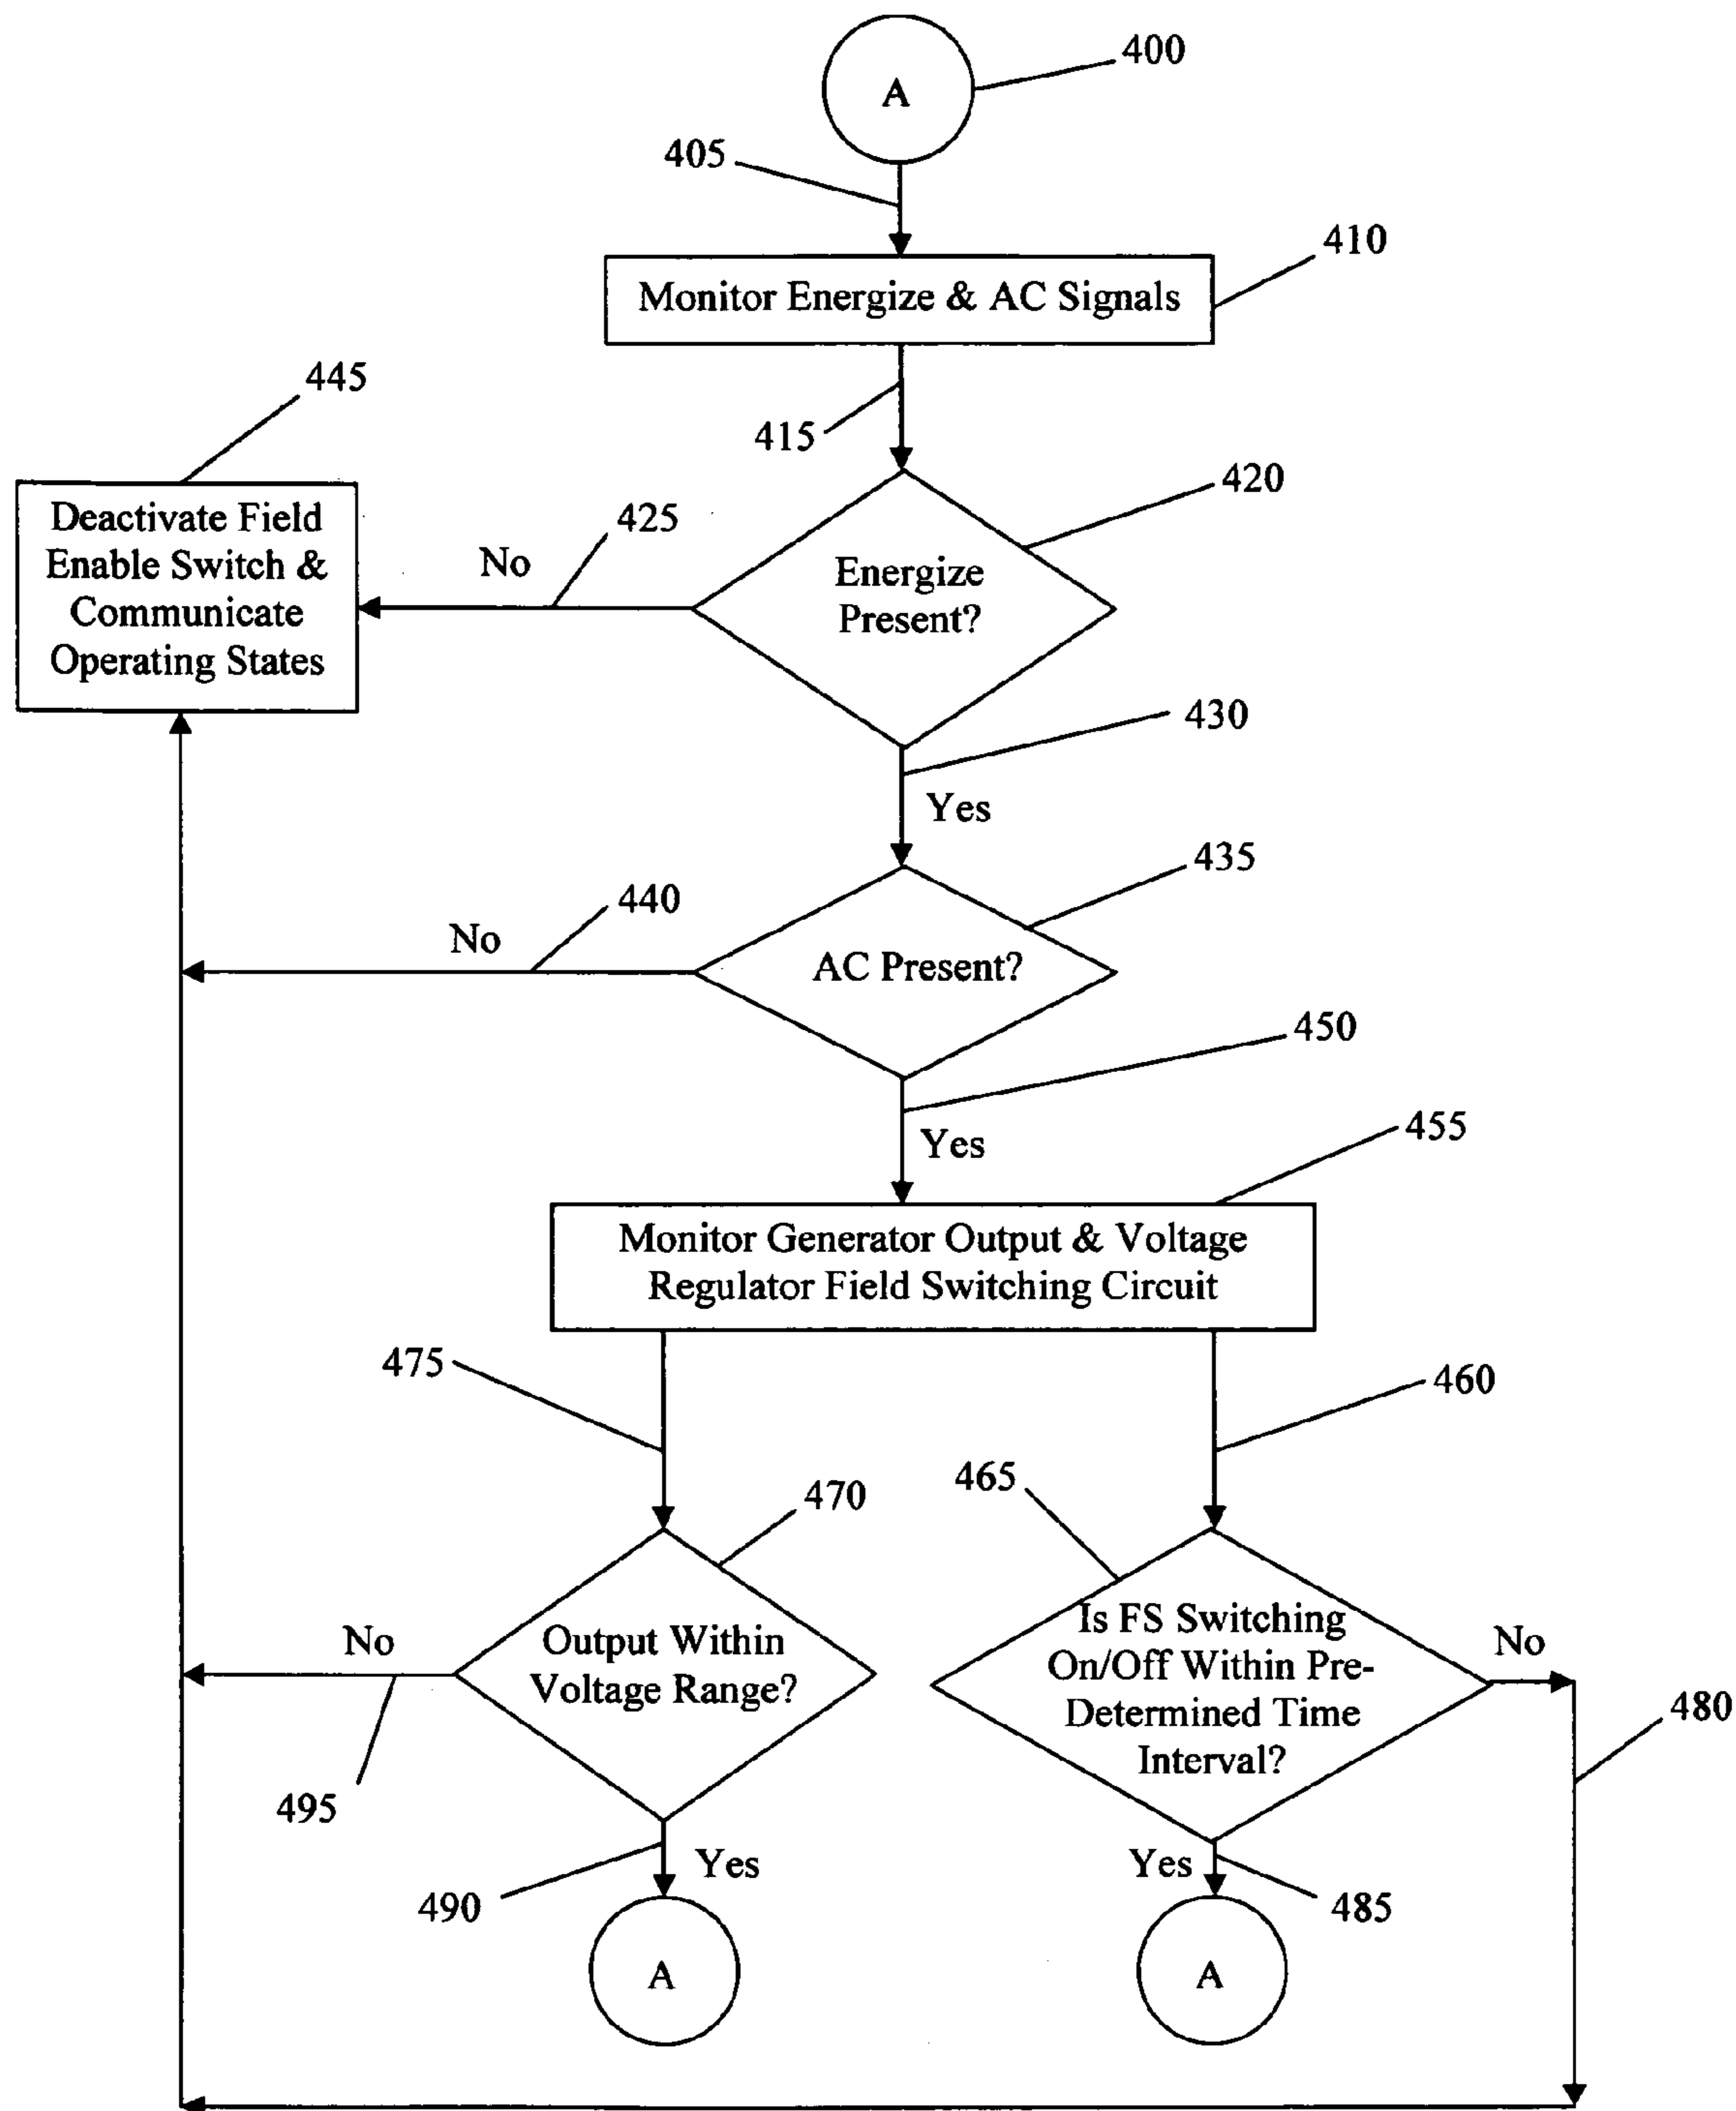 A
400
405
410
Monitor Energize & AC Signals
445
415
420
Deactivate Field
Enable Switch &
Communicate
Operating States
No
425
Energize
Present?
430
Yes
435
No
440
AC Present?
450
Yes
455
Monitor Generator Output & Voltage
Regulator Field Switching Circuit
475
460
465
470
No
Output Within
Voltage Range?
Is FS Switching
On/Off Within Pre-
Determined Time
Interval?
No
480
495
490
Yes
Yes
485
A
A